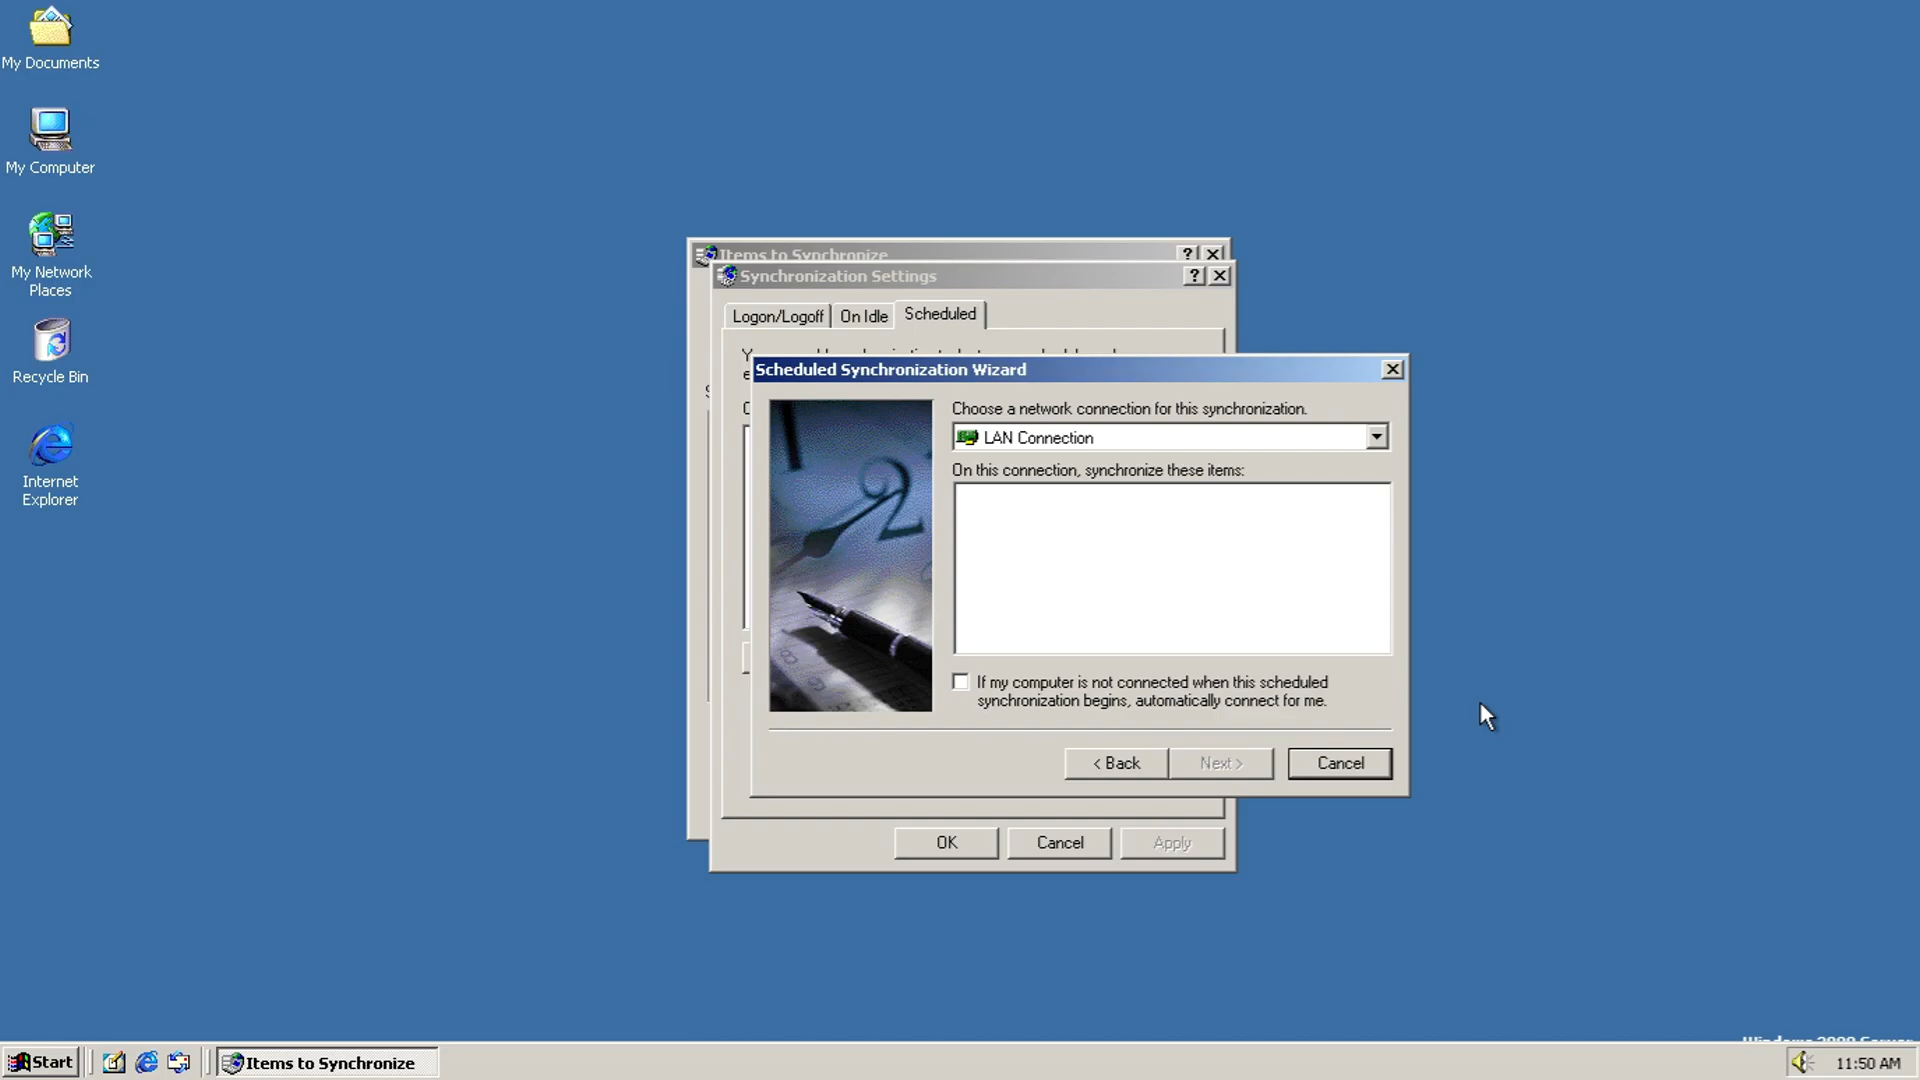 My Documents
My Computer
My Network
Places
Recycle Bin
Internet
Explorer
Items to Synchronize
Synchronization Settings
Logon/Logoff
On Idle
Scheduled
Scheduled Synchronization Wizard
Choose a network connection for this synchronization.
LAN Connection
On this connection, synchronize these items:
If my computer is not connected when this scheduled
synchronization begins, automatically connect for me.
< Back
Next >
Cancel
OK
Cancel
Apply
Start
Items to Synchronize
11:50 AM